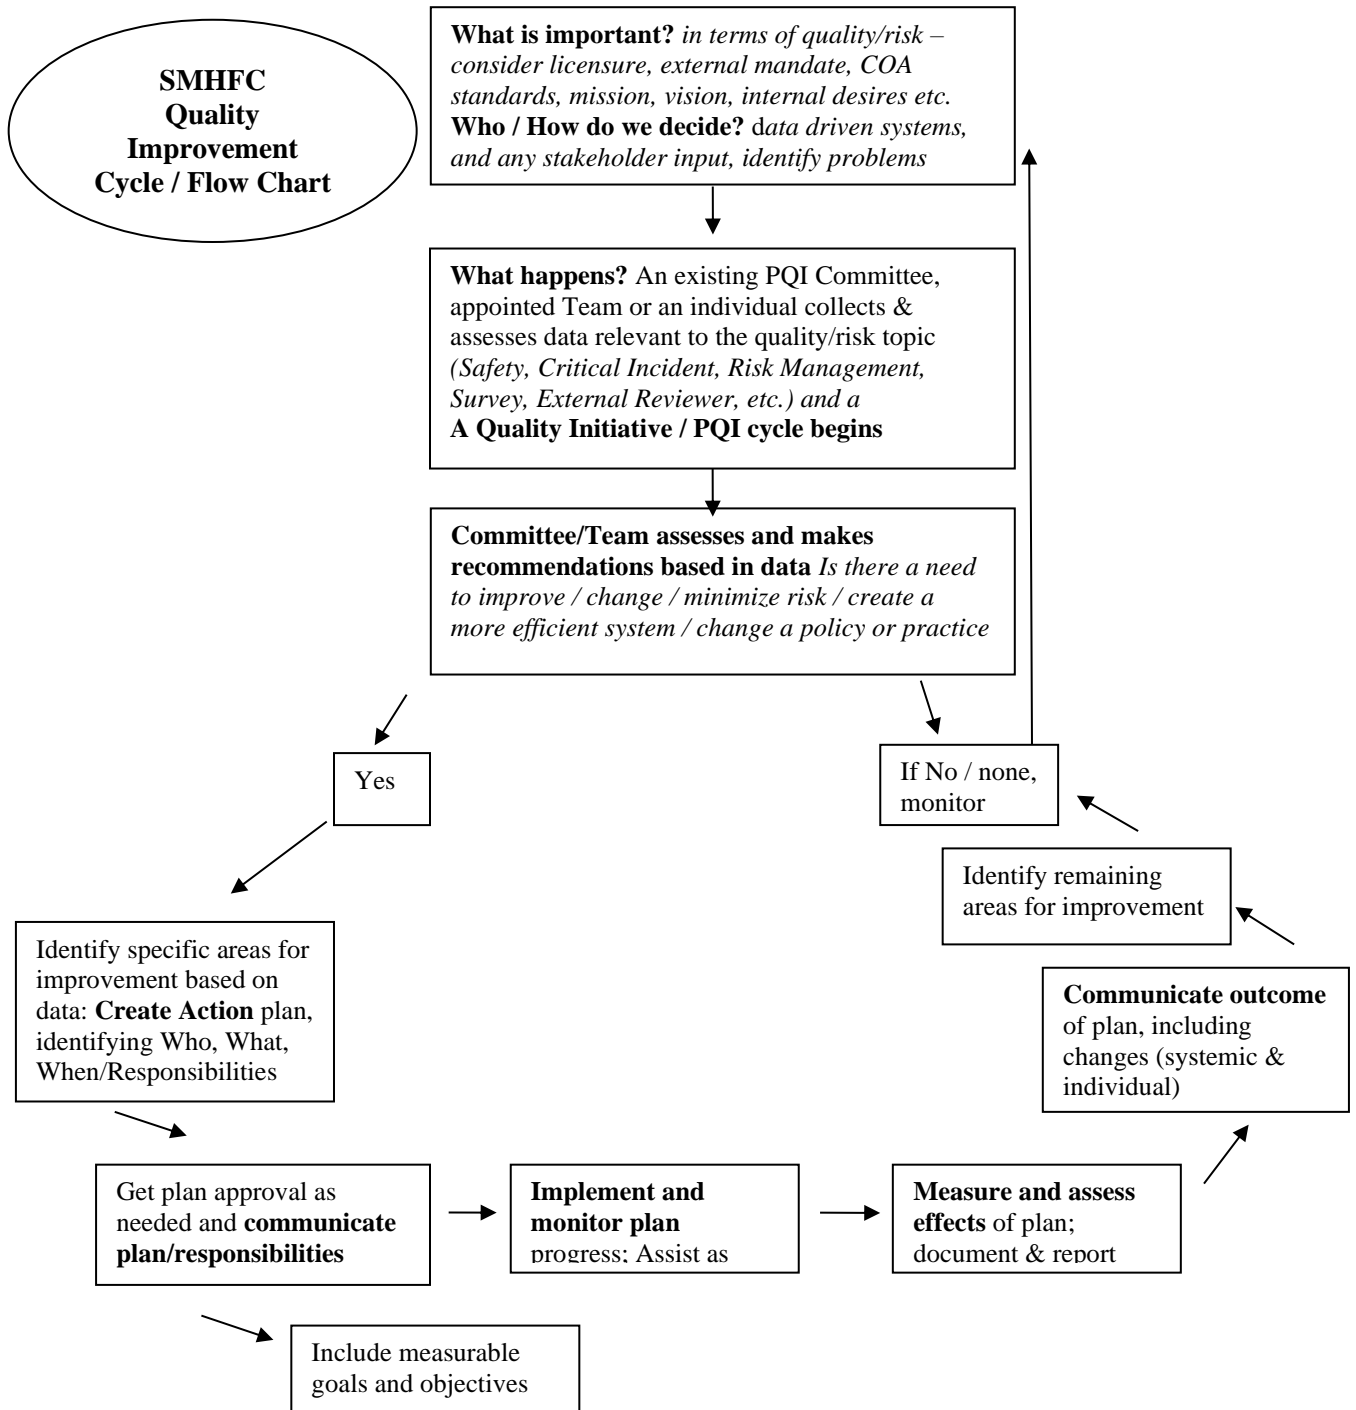 SMHFC
Quality
Improvement
Cycle / Flow Chart
What is important? in terms of quality/risk –
consider licensure, external mandate, COA
standards, mission, vision, internal desires etc.
Who / How do we decide? data driven systems,
and any stakeholder input, identify problems
What happens? An existing PQI Committee,
appointed Team or an individual collects &
assesses data relevant to the quality/risk topic
(Safety, Critical Incident, Risk Management,
Survey, External Reviewer, etc.) and a
A Quality Initiative / PQI cycle begins
Committee/Team assesses and makes
recommendations based in data Is there a need
to improve / change / minimize risk / create a
more efficient system / change a policy or practice
Yes
If No / none,
monitor
Identify specific areas for
improvement based on
data: Create Action plan,
identifying Who, What,
When/Responsibilities
Get plan approval as
needed and communicate
plan/responsibilities
Include measurable
goals and objectives
Implement and
monitor plan
progress; Assist as
Measure and assess
effects of plan;
document & report
Communicate outcome
of plan, including
changes (systemic &
individual)
Identify remaining
areas for improvement